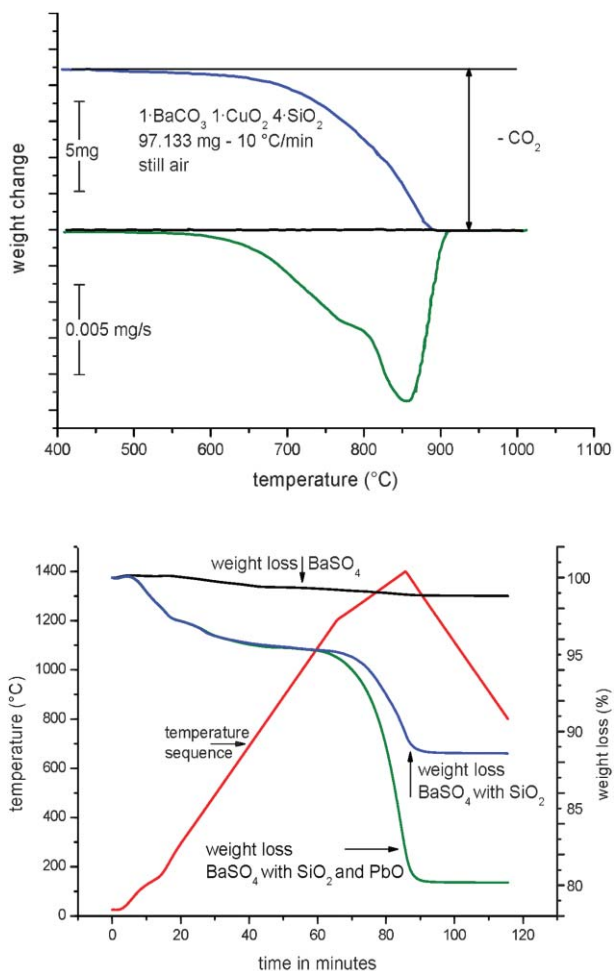 weight change
5mg
1·BaCO₃ 1·CuO₂ 4·SiO₂
97.133 mg - 10 °C/min
still air
- CO₂
0.005 mg/s
400 500 600 700 800 900 1000 1100
temperature (°C)
temperature (°C)
1400
1200
1000
800
600
400
200
0
weight loss BaSO₄
temperature
sequence
weight loss
BaSO₄ with SiO₂
weight loss
BaSO₄ with SiO₂ and PbO
100
95
90
85
80
weight loss (%)
0 20 40 60 80 100 120
time in minutes